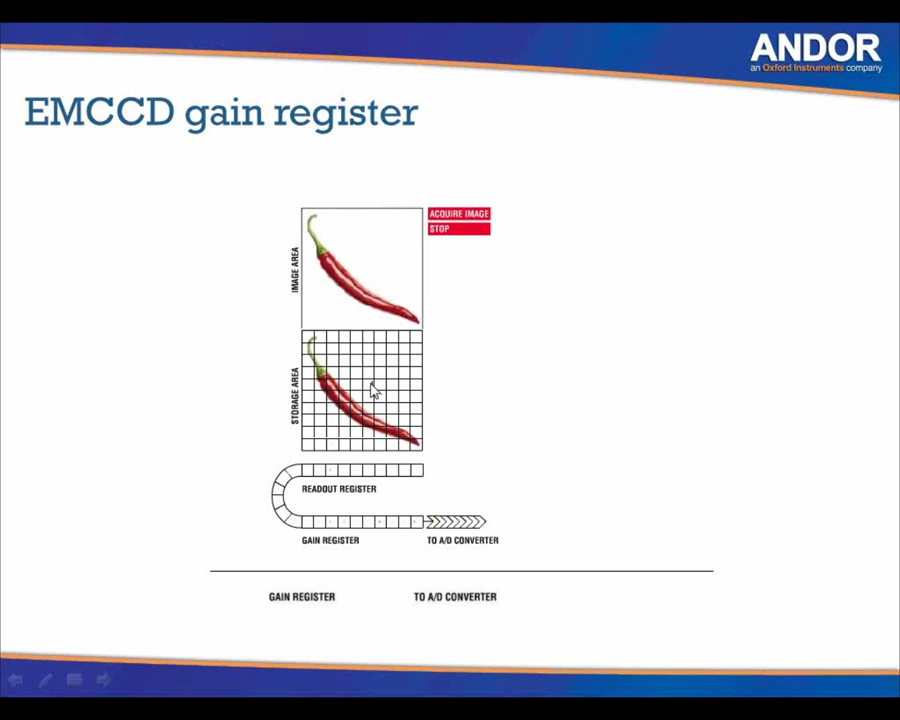 ANDOR
an Oxford Instruments company
EMCCD gain register
ACQUIRE IMAGE
STOP
IMAGE AREA
STORAGE AREA
READOUT REGISTER
GAIN REGISTER
TO A/D CONVERTER
GAIN REGISTER
TO A/D CONVERTER